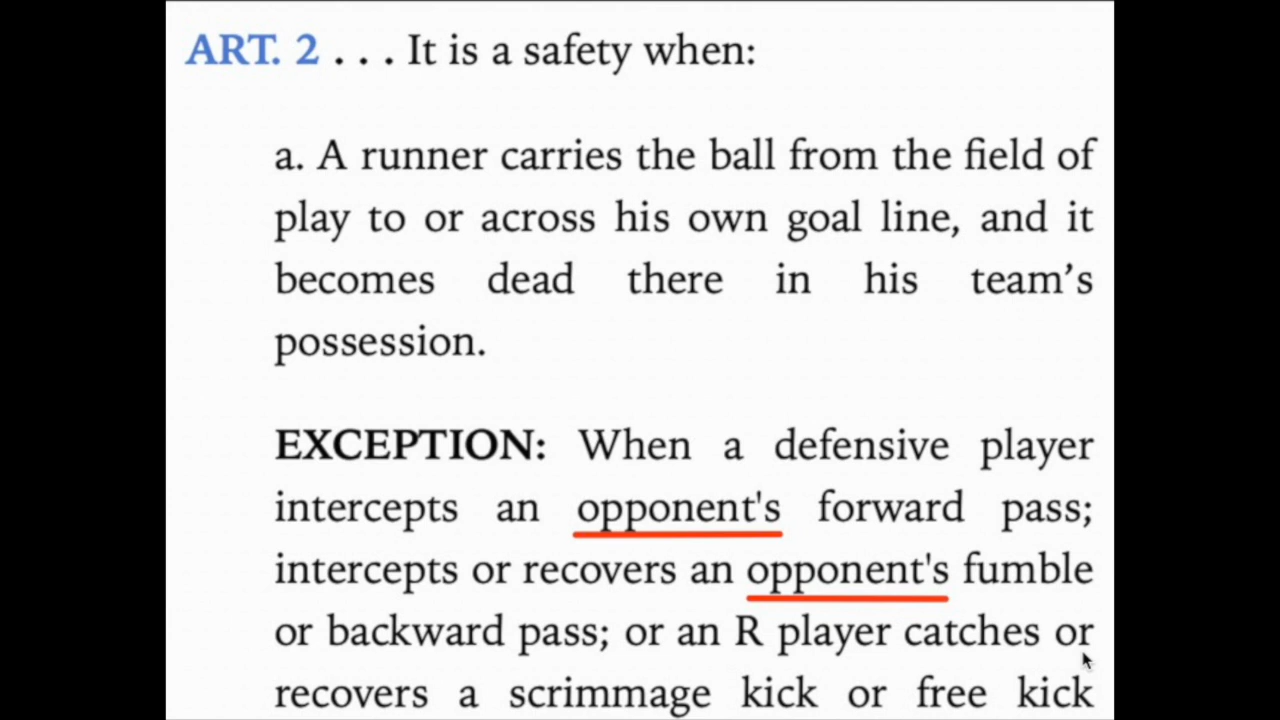 ART. 2 . . . It is a safety when:
a. A runner carries the ball from the field of
play to or across his own goal line, and it
becomes dead there in his team’s
possession.
EXCEPTION: When a defensive player
intercepts an opponent's forward pass;
intercepts or recovers an opponent's fumble
or backward pass; or an R player catches or
recovers a scrimmage kick or free kick